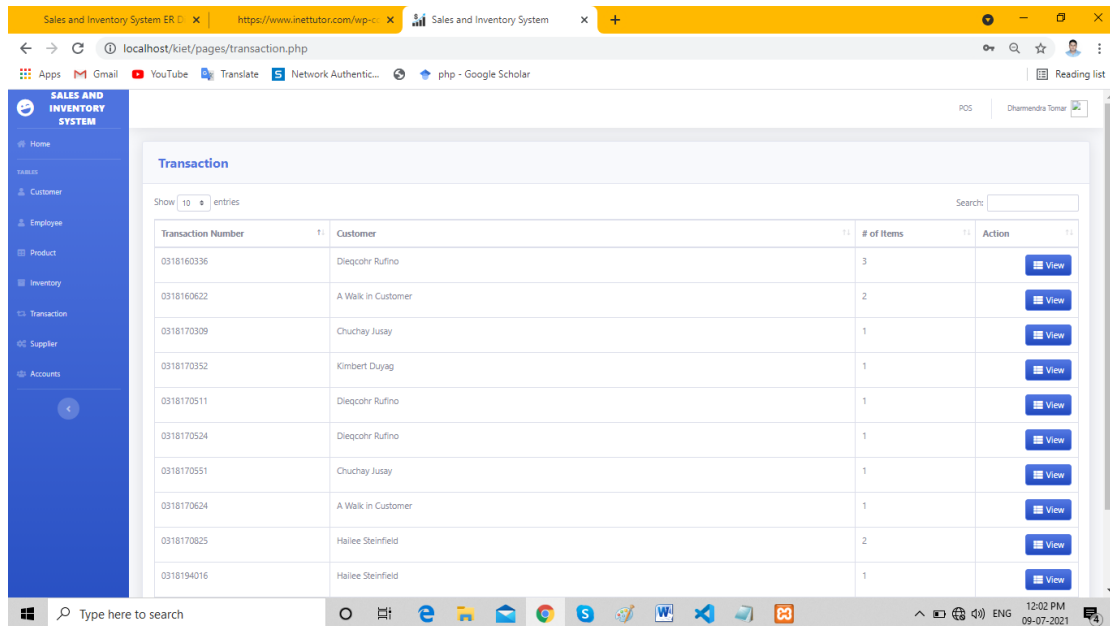 Sales and Inventory System ER D
https://www.inettutor.com/wp-c
Sales and Inventory System
localhost/kiet/pages/transaction.php
Apps
Gmail
YouTube
Translate
Network Authentic...
php - Google Scholar
Reading list
SALES AND
INVENTORY
SYSTEM
POS
Dharmendra Tomar
Home
TABLES
Customer
Employee
Product
Inventory
Transaction
Supplier
Accounts
Transaction
Show 10 entries
Search:
Transaction Number Customer # of Items Action
0318160336 Dieqcohr Rufino 3 View
0318160622 A Walk in Customer 2 View
0318170309 Chuchay Jusay 1 View
0318170352 Kimbert Duyag 1 View
0318170511 Dieqcohr Rufino 1 View
0318170524 Dieqcohr Rufino 1 View
0318170551 Chuchay Jusay 1 View
0318170624 A Walk in Customer 1 View
0318170825 Hailee Steinfield 2 View
0318194016 Hailee Steinfield 1 View
Type here to search
ENG
12:02 PM
09-07-2021
4